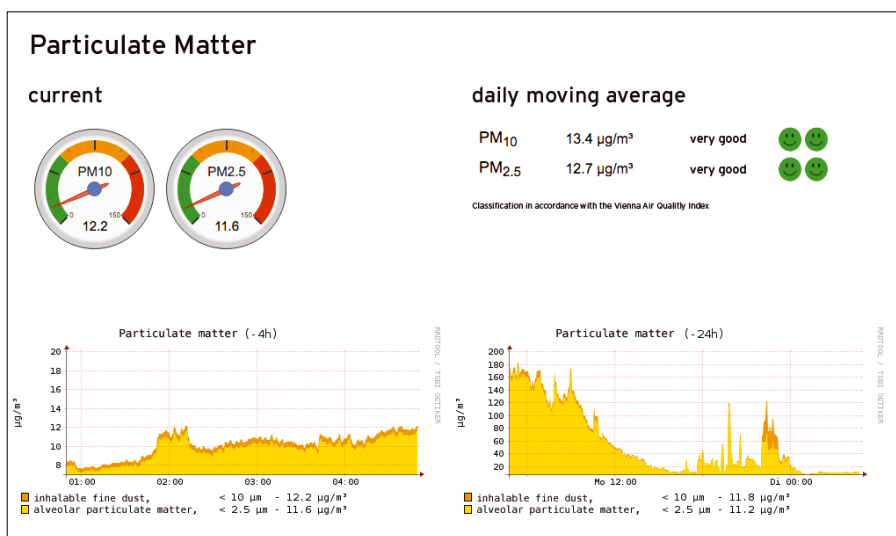 Particulate Matter
current
daily moving average
PM10
0
150
12.2
PM2.5
0
150
11.6
PM10 13.4 µg/m³ very good
PM2.5 12.7 µg/m³ very good
Classification in accordance with the Vienna Air Qualitly Index
Particulate matter (-4h)
µg/m³
20
18
16
14
12
10
8
01:00 02:00 03:00 04:00
inhalable fine dust, < 10 µm - 12.2 µg/m³
alveolar particulate matter, < 2.5 µm - 11.6 µg/m³
RRDTOOL / TOBI OETIKER
Particulate matter (-24h)
µg/m³
200
180
160
140
120
100
80
60
40
20
Mo 12:00 Di 00:00
inhalable fine dust, < 10 µm - 11.8 µg/m³
alveolar particulate matter, < 2.5 µm - 11.2 µg/m³
RRDTOOL / TOBI OETIKER